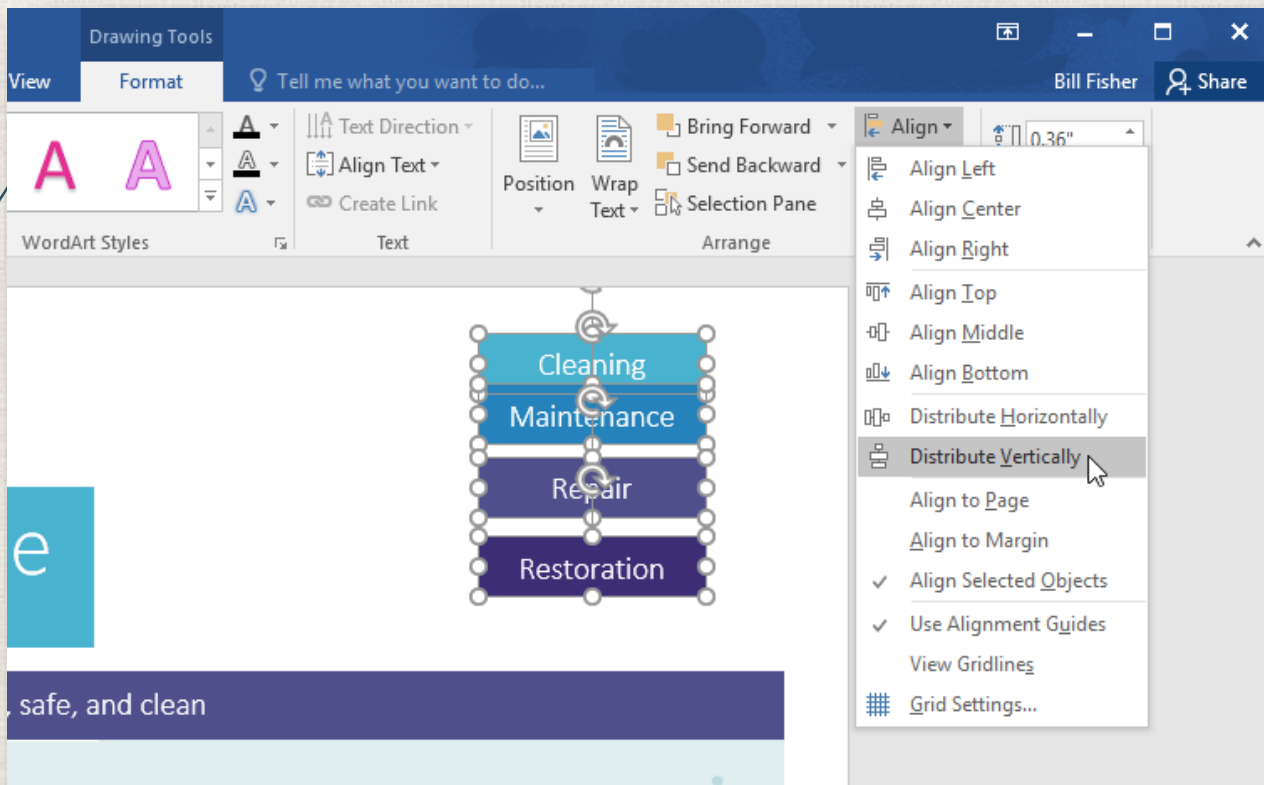 Drawing Tools
View Format Tell me what you want to do... Bill Fisher Share
A A
A
A
A
Text Direction
Align Text
Create Link
Position
Wrap
Text
Bring Forward
Send Backward
Selection Pane
Align
0.36"
WordArt Styles Text Arrange
Align Left
Align Center
Align Right
Align Top
Align Middle
Align Bottom
Distribute Horizontally
Distribute Vertically
Align to Page
Align to Margin
Align Selected Objects
Use Alignment Guides
View Gridlines
Grid Settings...
Cleaning
Maintenance
Repair
Restoration
e
, safe, and clean